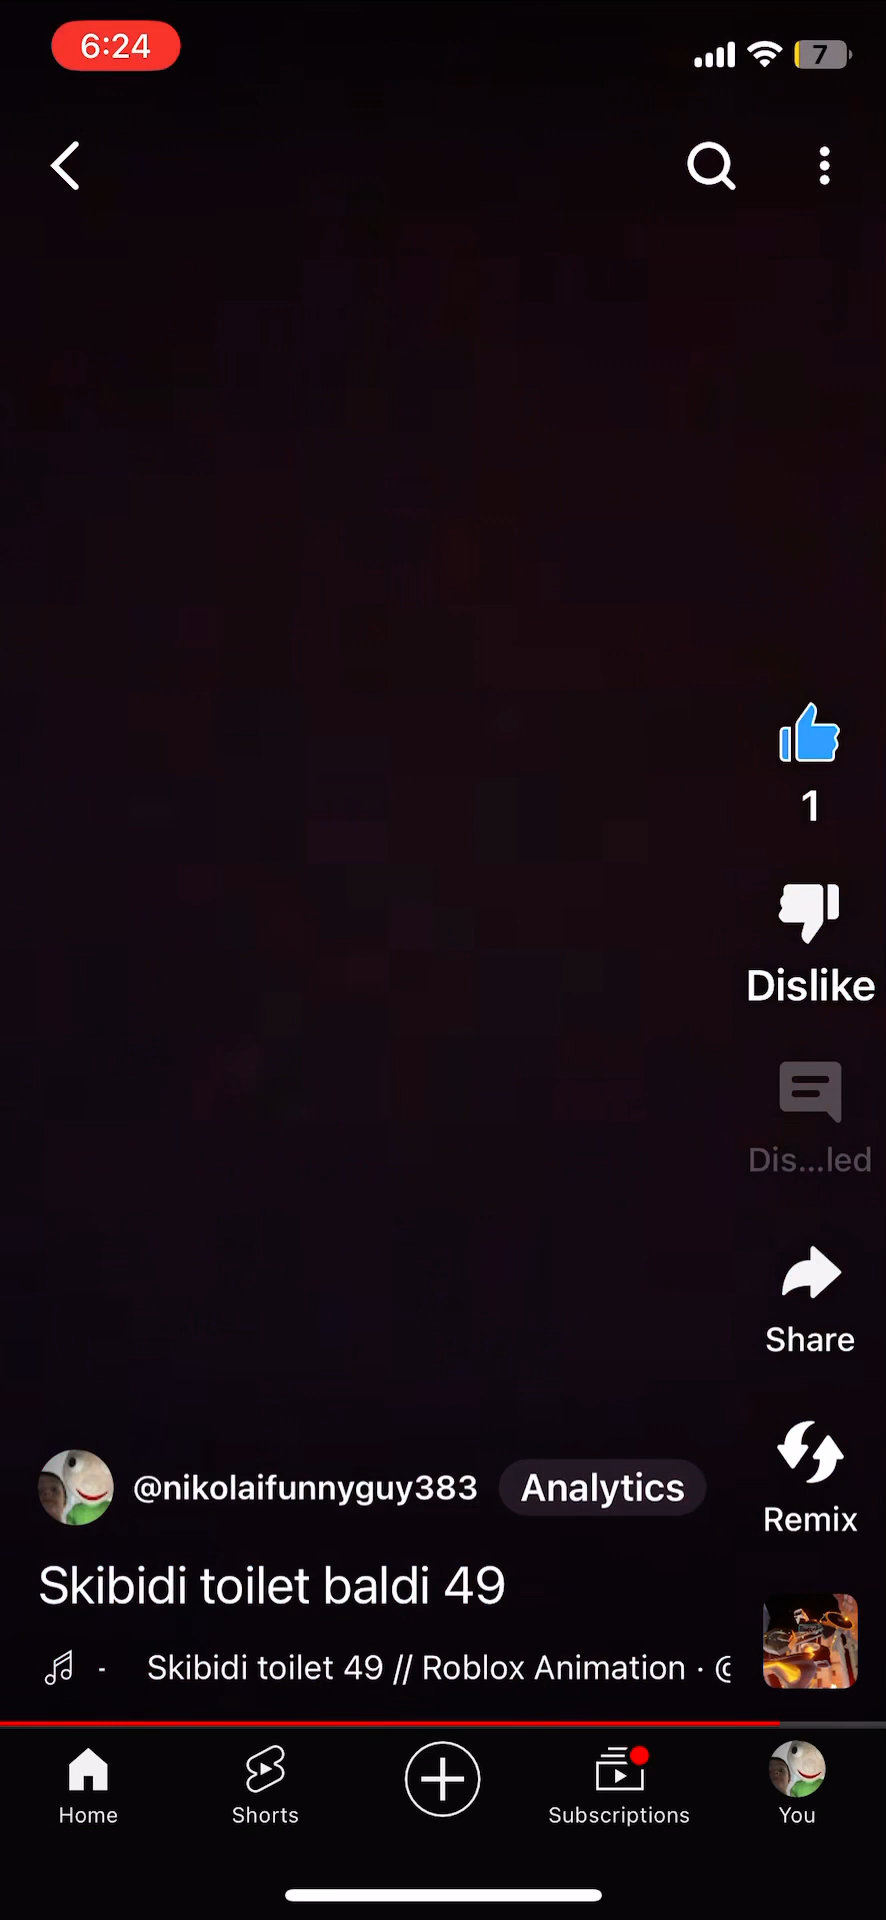 6:24
7
1
Dislike
Dis...led
Share
Remix
@nikolaifunnyguy383 Analytics
Skibidi toilet baldi 49
- Skibidi toilet 49 // Roblox Animation ·
Home
Shorts
Subscriptions
You